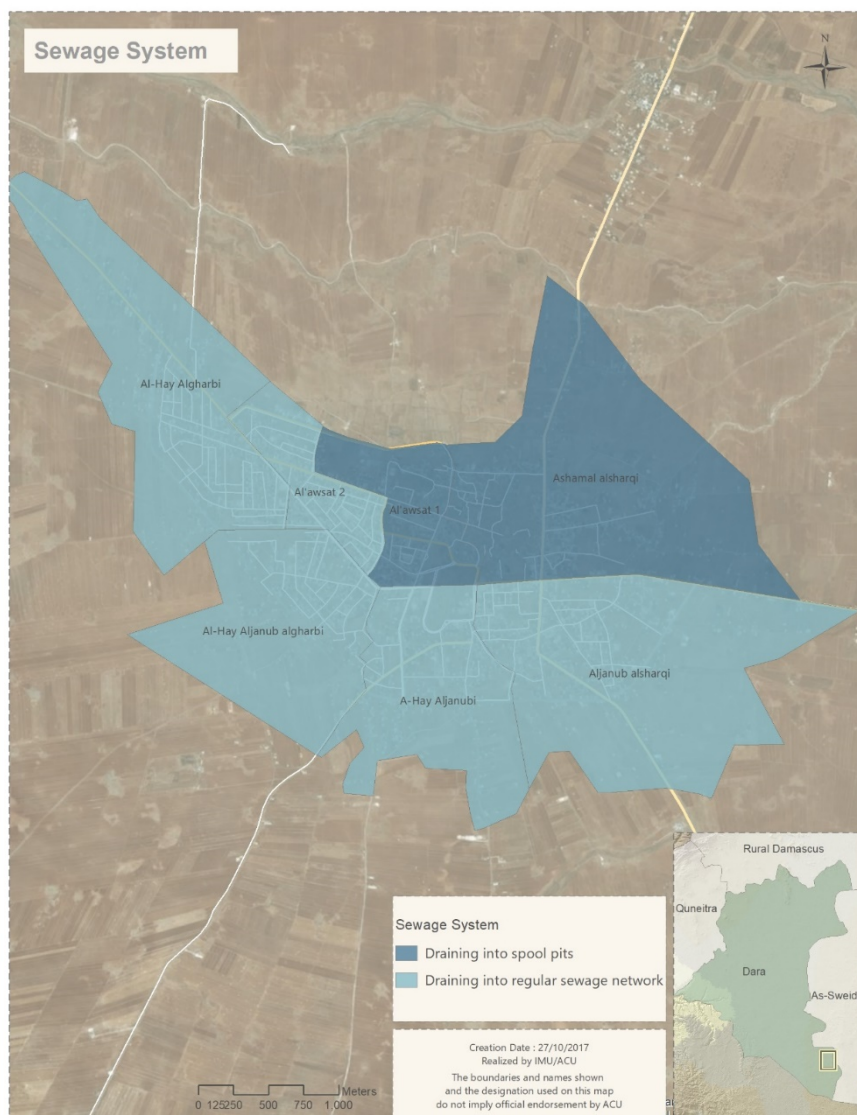 Sewage System
N
Al-Hay Algharbi
Ashamal alsharqi
Al'awsat 2
Al'awsat 1
Al-Hay Aljanub algharbi
Aljanub alsharqi
A-Hay Aljanubi
Rural Damascus
Quneitra
Dara
As-Sweid
Sewage System
Draining into spool pits
Draining into regular sewage network
Creation Date : 27/10/2017
Realized by IMU/ACU
The boundaries and names shown
and the designation used on this map
do not imply official endorsement by ACU
Meters
0 125250 500 750 1,000